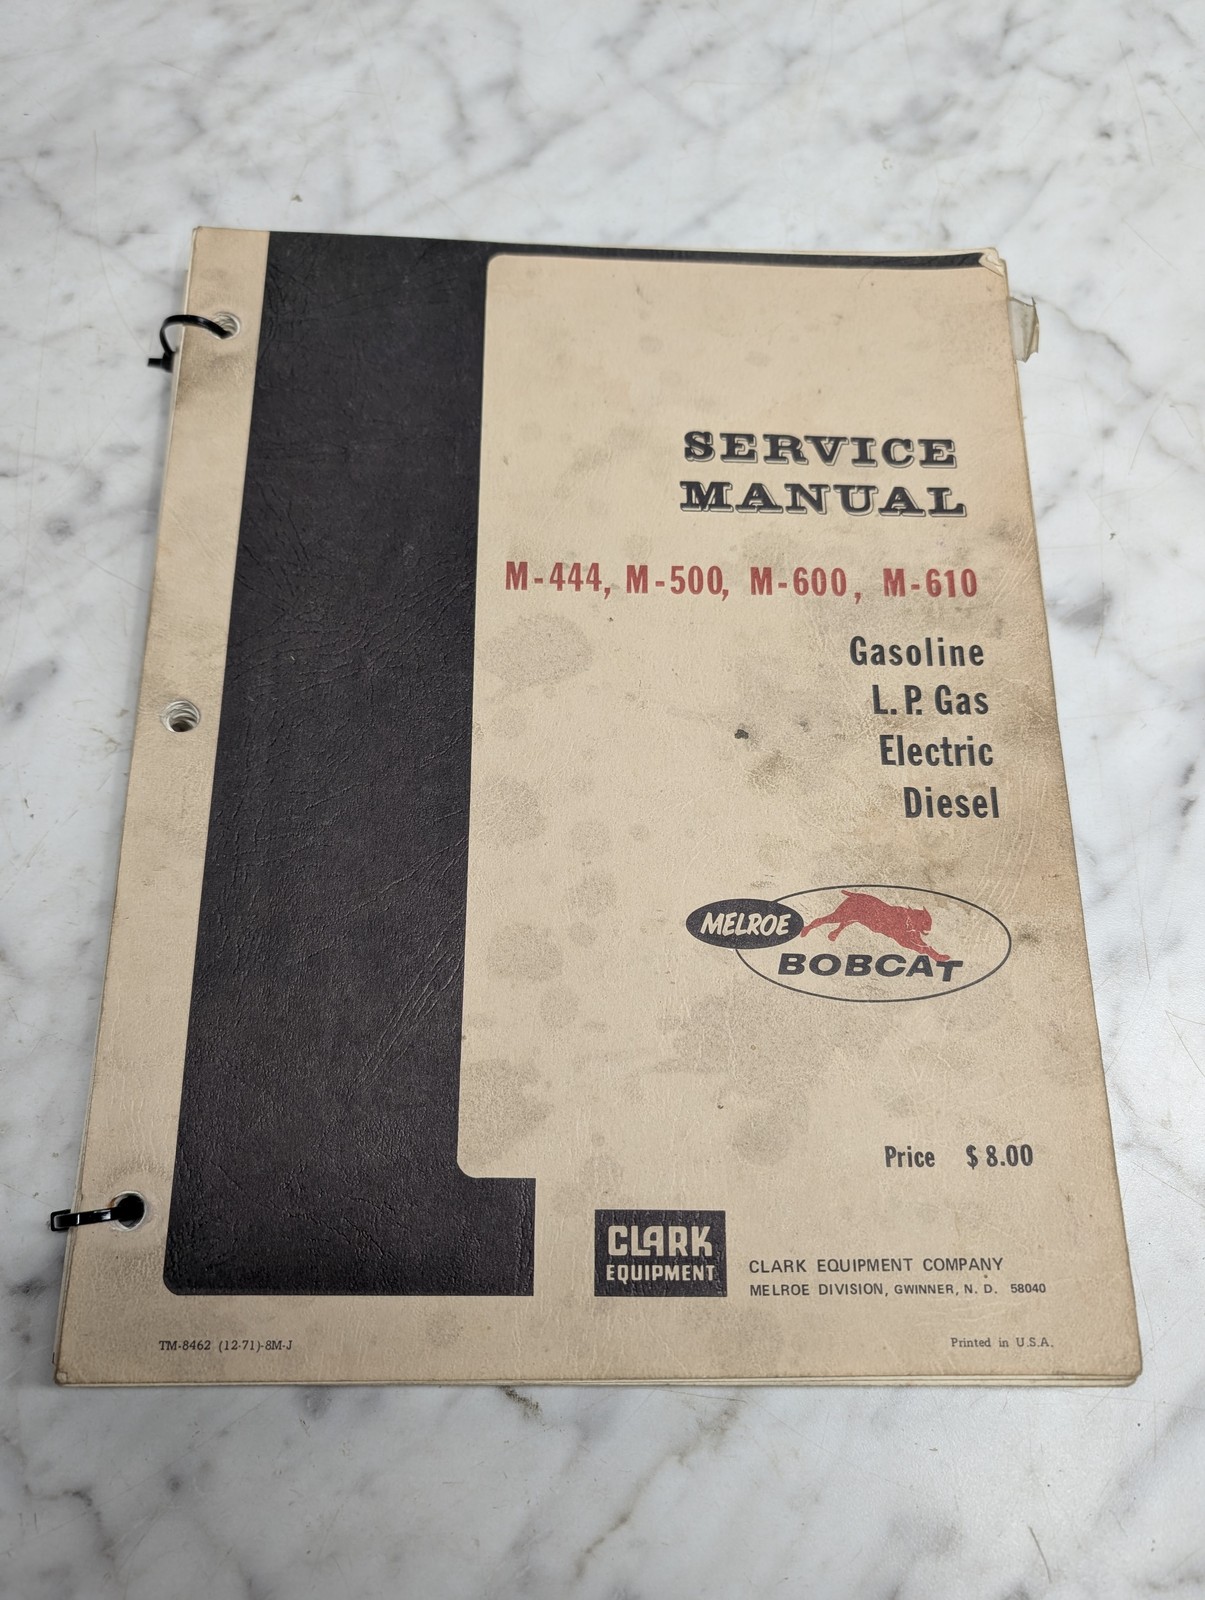 SERVICE
MANUAL
M-444, M-500, M-600, M-610
Gasoline
L.P. Gas
Electric
Diesel
MELROE
BOBCAT
Price $8.00
CLARK
EQUIPMENT
CLARK EQUIPMENT COMPANY
MELROE DIVISION, GWINNER, N. D. 58040
TM-8462 (12-71)-8M-J
Printed in U.S.A.